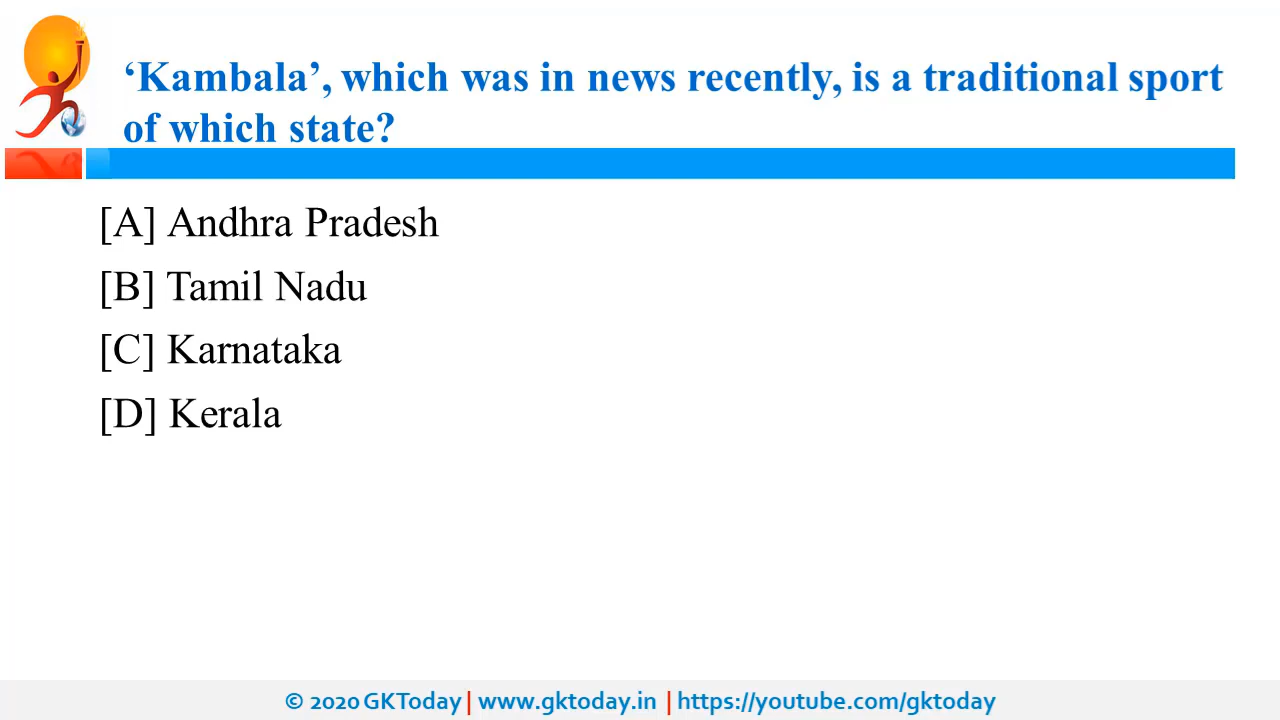 ‘Kambala’, which was in news recently, is a traditional sport
of which state?
[A] Andhra Pradesh
[B] Tamil Nadu
[C] Karnataka
[D] Kerala
© 2020 GKToday | www.gktoday.in | https://youtube.com/gktoday